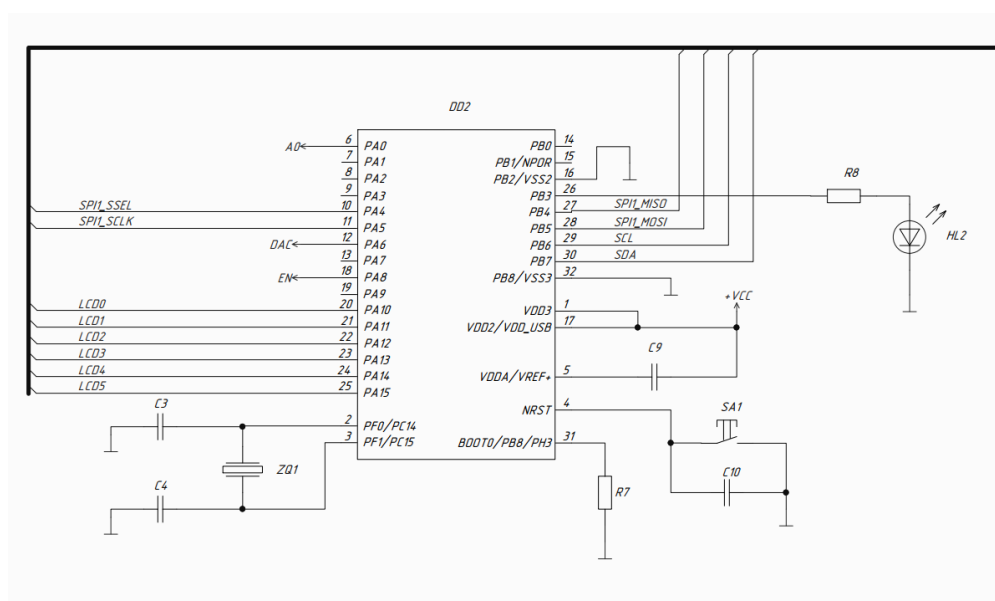 DD2
6 PA0
A0
7 PA1
8 PA2
9 PA3
SPI1_SSEL 10 PA4
SPI1_SCLK 11 PA5
DAC 12 PA6
13 PA7
EN 18 PA8
19 PA9
LCD0 20 PA10
LCD1 21 PA11
LCD2 22 PA12
LCD3 23 PA13
LCD4 24 PA14
LCD5 25 PA15
2 PF0/PC14
3 PF1/PC15
C3
ZQ1
C4
PB0 14
PB1/NPOR 15
PB2/VSS2 16
PB3 26
PB4 27 SPI1_MISO
PB5 28 SPI1_MOSI
PB6 29 SCL
PB7 30 SDA
PB8/VSS3 32
VDD3 1
VDD2/VDD_USB 17
VDDA/VREF+ 5
NRST 4
BOOT0/PB8/PH3 31
R8
HL2
+VCC
C9
SA1
C10
R7